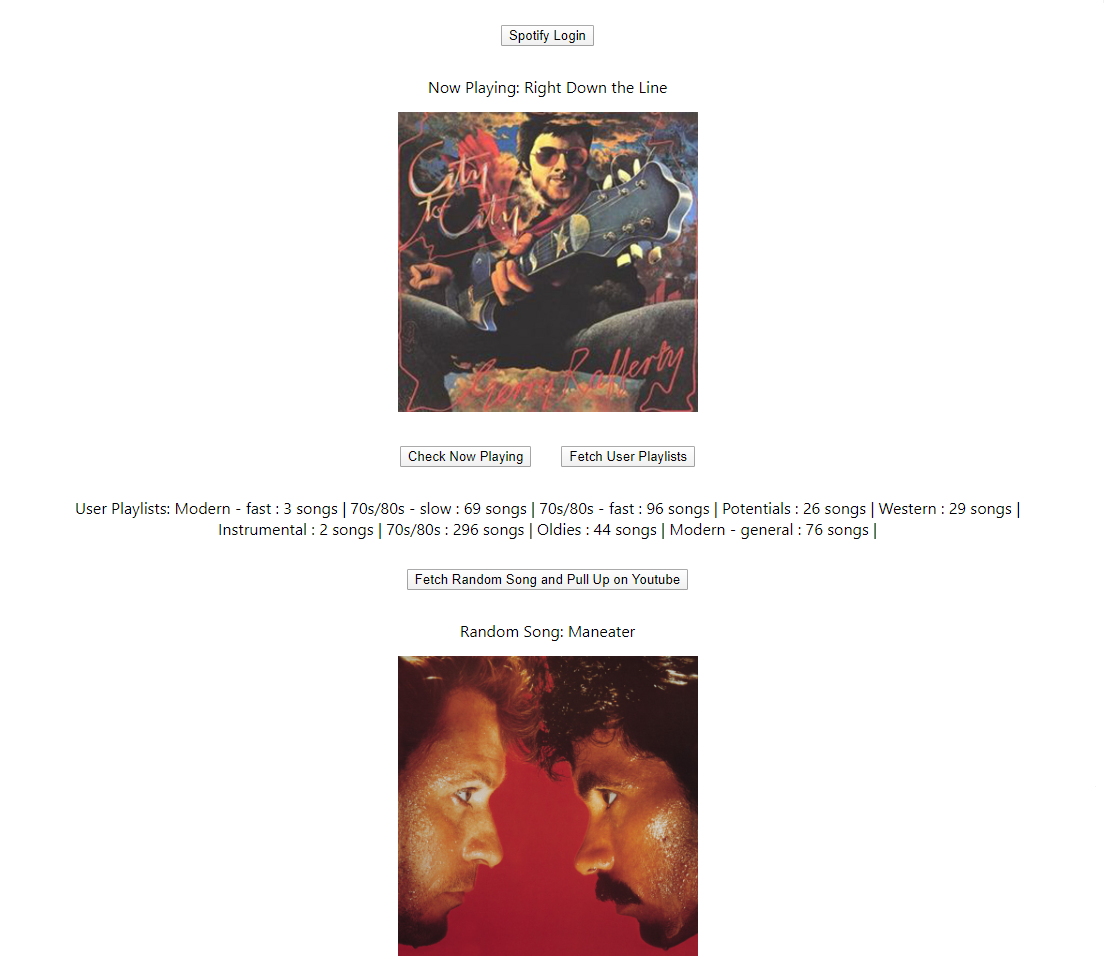 Spotify Login
Now Playing: Right Down the Line
City
to City
Gerry Rafferty
Check Now Playing
Fetch User Playlists
User Playlists: Modern - fast : 3 songs | 70s/80s - slow : 69 songs | 70s/80s - fast : 96 songs | Potentials : 26 songs | Western : 29 songs |
Instrumental : 2 songs | 70s/80s : 296 songs | Oldies : 44 songs | Modern - general : 76 songs |
Fetch Random Song and Pull Up on Youtube
Random Song: Maneater